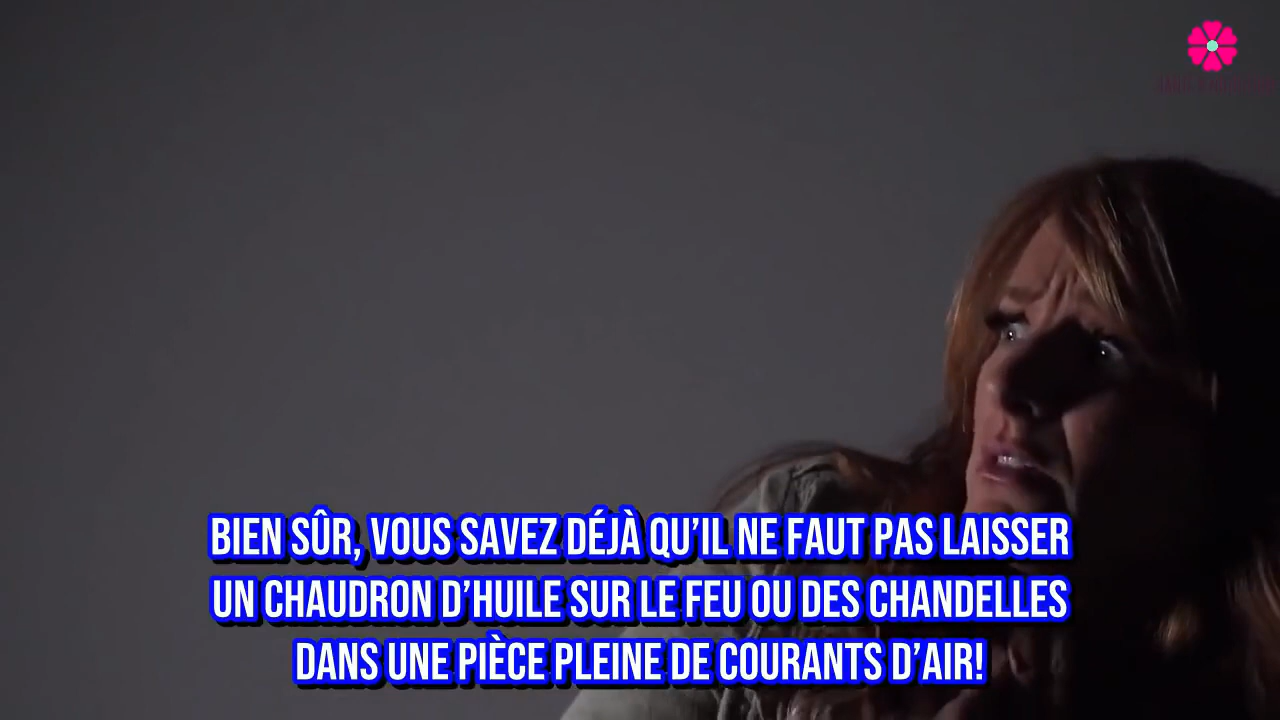 BIEN SÛR, VOUS SAVEZ DÉJÀ QU’IL NE FAUT PAS LAISSER
UN CHAUDRON D’HUILE SUR LE FEU OU DES CHANDELLES
DANS UNE PIÈCE PLEINE DE COURANTS D’AIR!